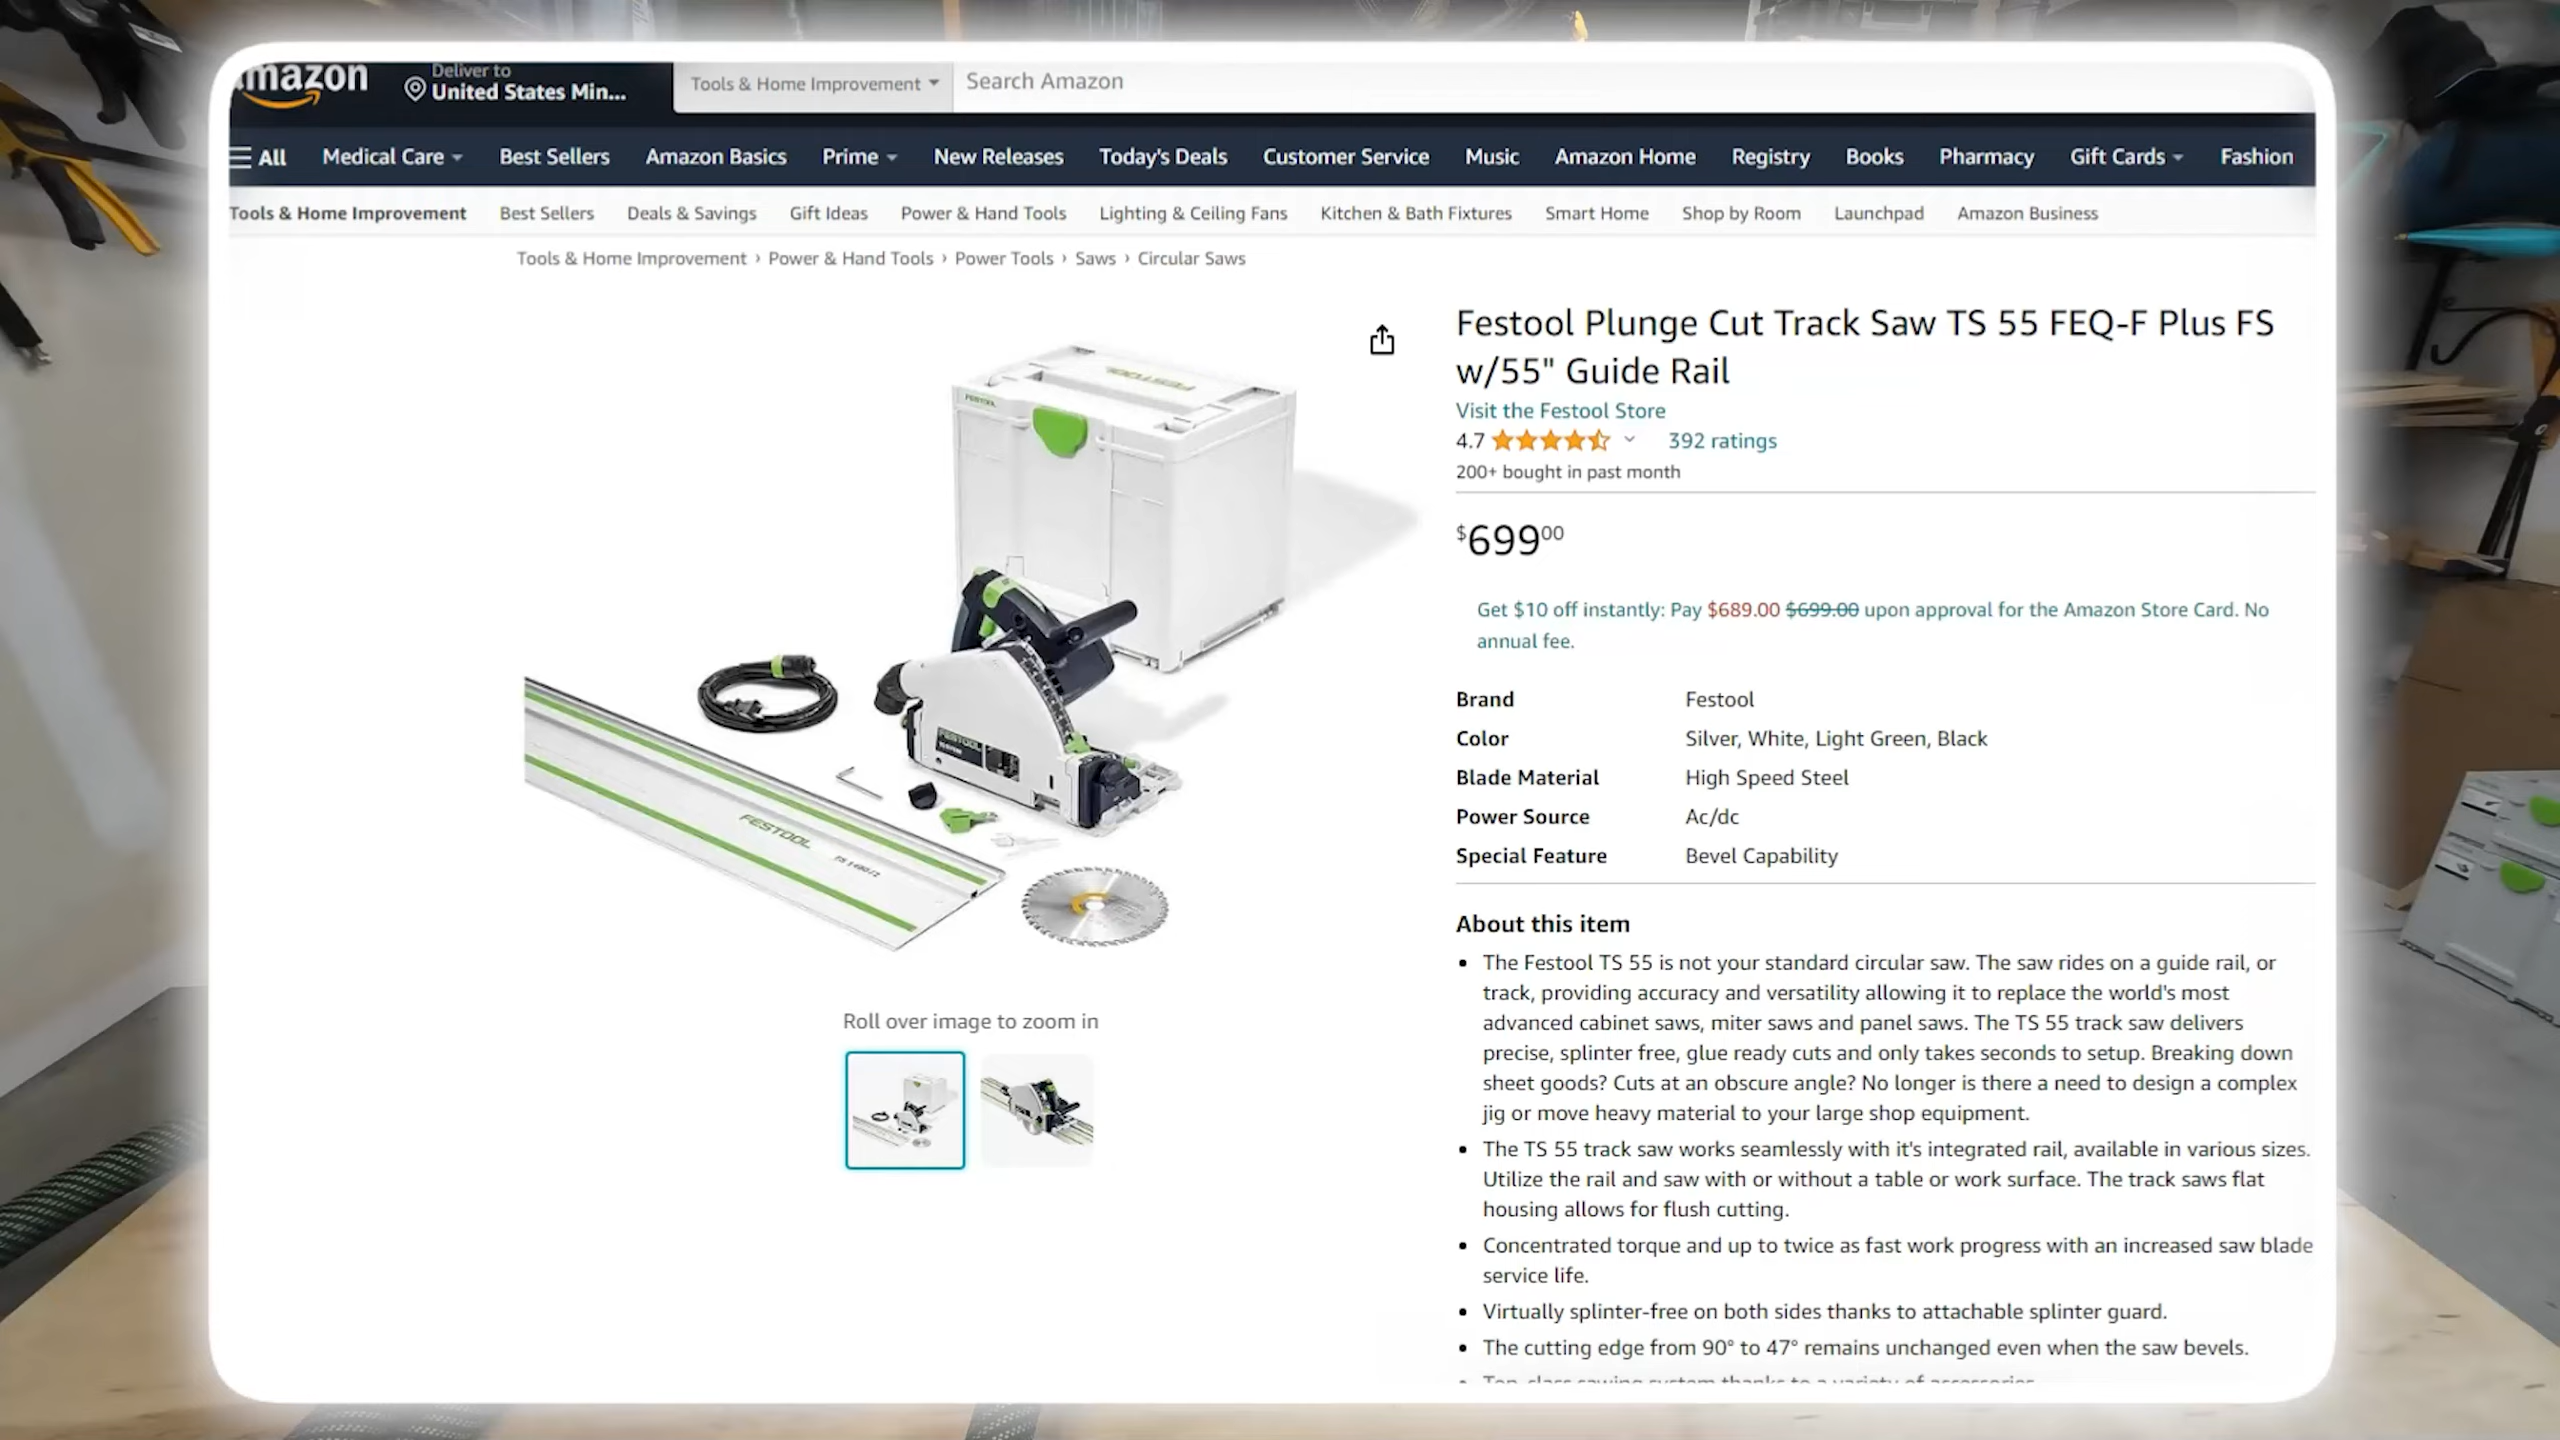 amazon
Deliver to
United States Min...
Tools & Home Improvement
Search Amazon
All
Medical Care
Best Sellers
Amazon Basics
Prime
New Releases
Today's Deals
Customer Service
Music
Amazon Home
Registry
Books
Pharmacy
Gift Cards
Fashion
Tools & Home Improvement
Best Sellers
Deals & Savings
Gift Ideas
Power & Hand Tools
Lighting & Ceiling Fans
Kitchen & Bath Fixtures
Smart Home
Shop by Room
Launchpad
Amazon Business
Tools & Home Improvement › Power & Hand Tools › Power Tools › Saws › Circular Saws
FESTOOL
FESTOOL
FESTOOL
FESTOOL
Roll over image to zoom in
Festool Plunge Cut Track Saw TS 55 FEQ-F Plus FS
w/55" Guide Rail
Visit the Festool Store
4.7
392 ratings
200+ bought in past month
$699.00
Get $10 off instantly: Pay $689.00 $699.00 upon approval for the Amazon Store Card. No
annual fee.
Brand Festool
Color Silver, White, Light Green, Black
Blade Material High Speed Steel
Power Source Ac/dc
Special Feature Bevel Capability
About this item
• The Festool TS 55 is not your standard circular saw. The saw rides on a guide rail, or
track, providing accuracy and versatility allowing it to replace the world's most
advanced cabinet saws, miter saws and panel saws. The TS 55 track saw delivers
precise, splinter free, glue ready cuts and only takes seconds to setup. Breaking down
sheet goods? Cuts at an obscure angle? No longer is there a need to design a complex
jig or move heavy material to your large shop equipment.
• The TS 55 track saw works seamlessly with it's integrated rail, available in various sizes.
Utilize the rail and saw with or without a table or work surface. The track saws flat
housing allows for flush cutting.
• Concentrated torque and up to twice as fast work progress with an increased saw blade
service life.
• Virtually splinter-free on both sides thanks to attachable splinter guard.
• The cutting edge from 90° to 47° remains unchanged even when the saw bevels.
• Top-class sawing system thanks to a variety of accessories